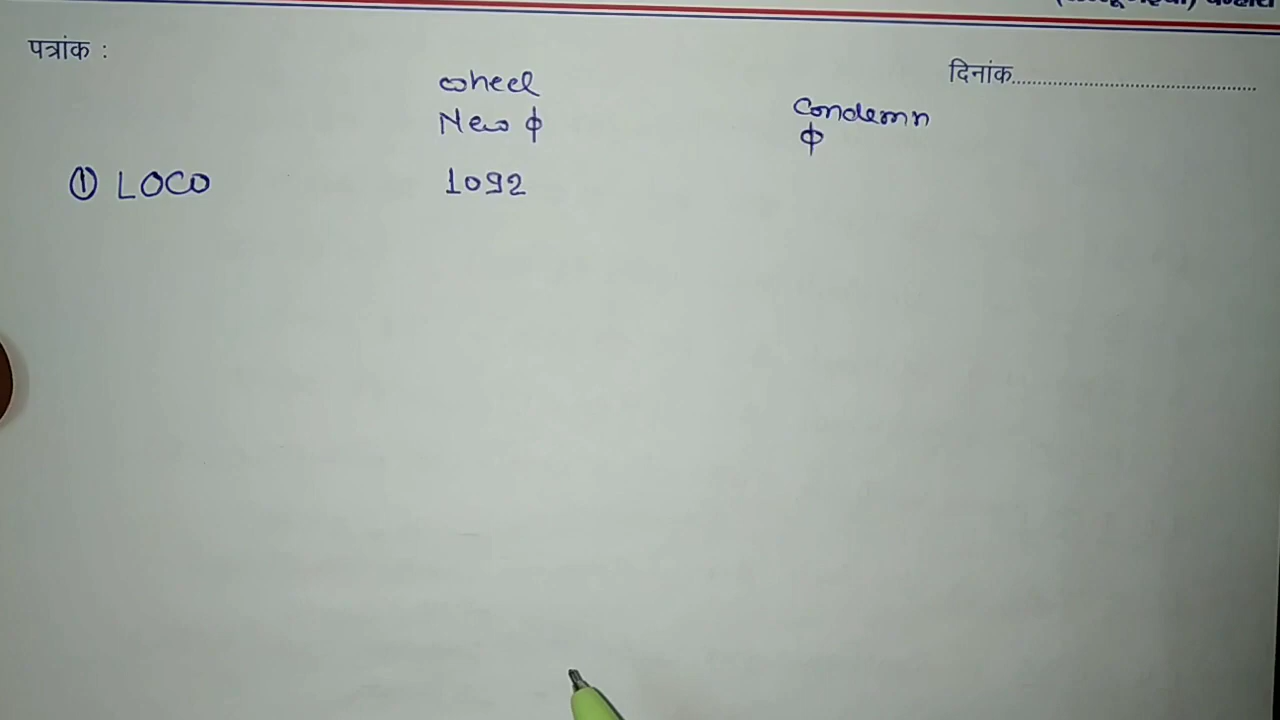 पत्रांक :
दिनांक
wheel
New ф
Condemn
ф
① LOCO 1092